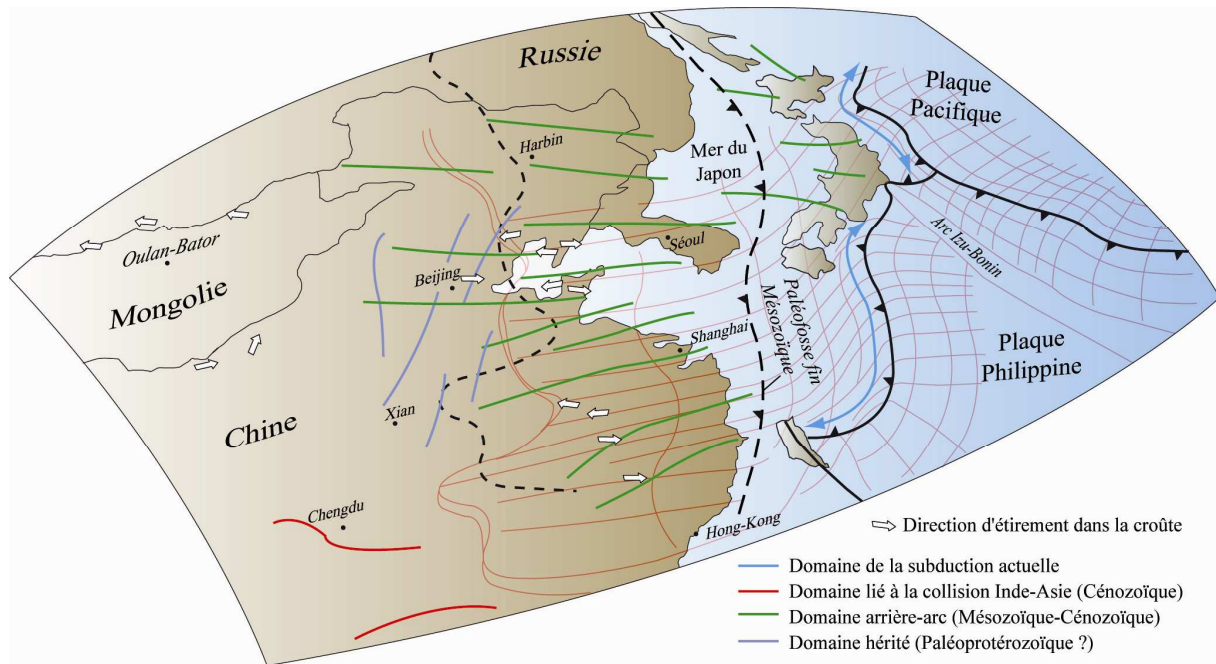 Russie
Plaque
Pacifique
Harbin
Mer du
Japon
Oulan-Bator
Séoul
Arc Izu-Bonin
Beijing
Mongolie
Paléofosse fin
Mésozoïque
Shanghai
Plaque
Philippine
Xian
Chine
Chengdu
Hong-Kong
Direction d'étirement dans la croûte
Domaine de la subduction actuelle
Domaine lié à la collision Inde-Asie (Cénozoïque)
Domaine arrière-arc (Mésozoïque-Cénozoïque)
Domaine hérité (Paléoprotérozoïque ?)